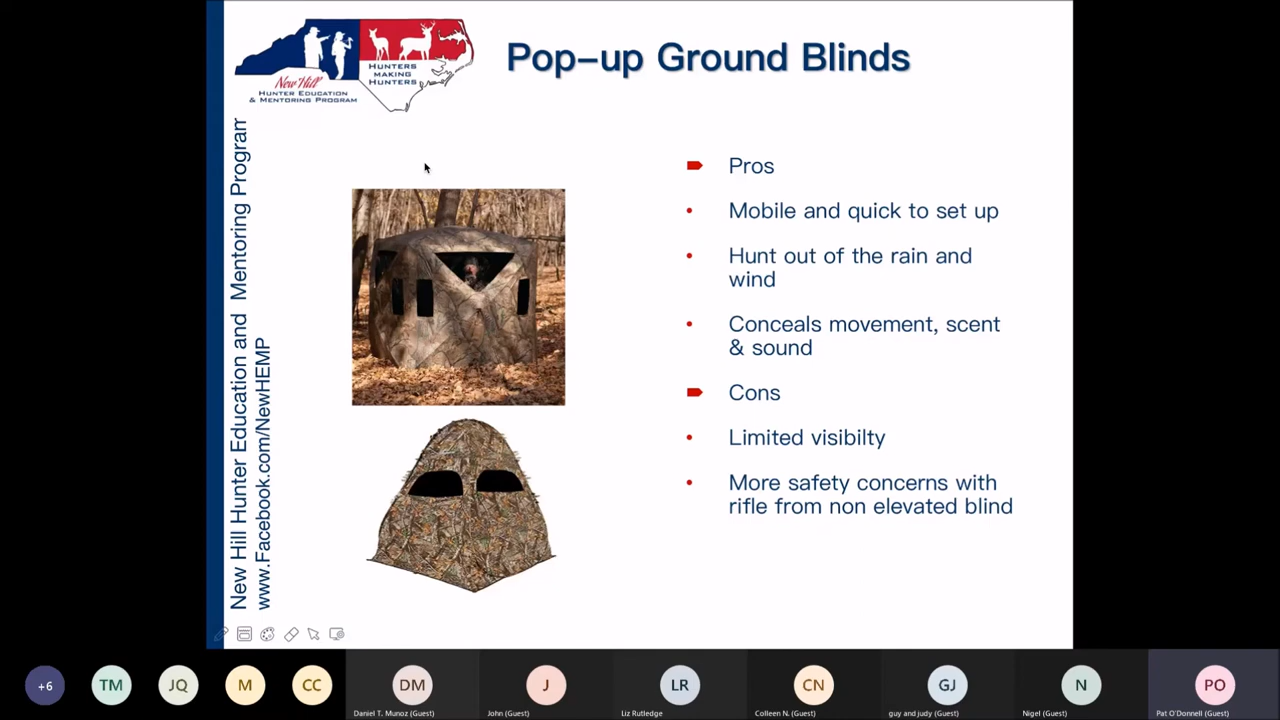 Pop-up Ground Blinds
New Hill
HUNTER EDUCATION
& MENTORING PROGRAM
HUNTERS
MAKING
HUNTERS
New Hill Hunter Education and Mentoring Program
www.Facebook.com/NewHEMP
Pros
Mobile and quick to set up
Hunt out of the rain and
wind
Conceals movement, scent
& sound
Cons
Limited visibilty
More safety concerns with
rifle from non elevated blind
+6
TM
JQ
M
CC
DM
J
LR
CN
GJ
N
PO
Daniel T. Munoz (Guest)
John (Guest)
Liz Rutledge
Colleen N. (Guest)
guy and judy (Guest)
Nigel (Guest)
Pat O'Donnell (Guest)